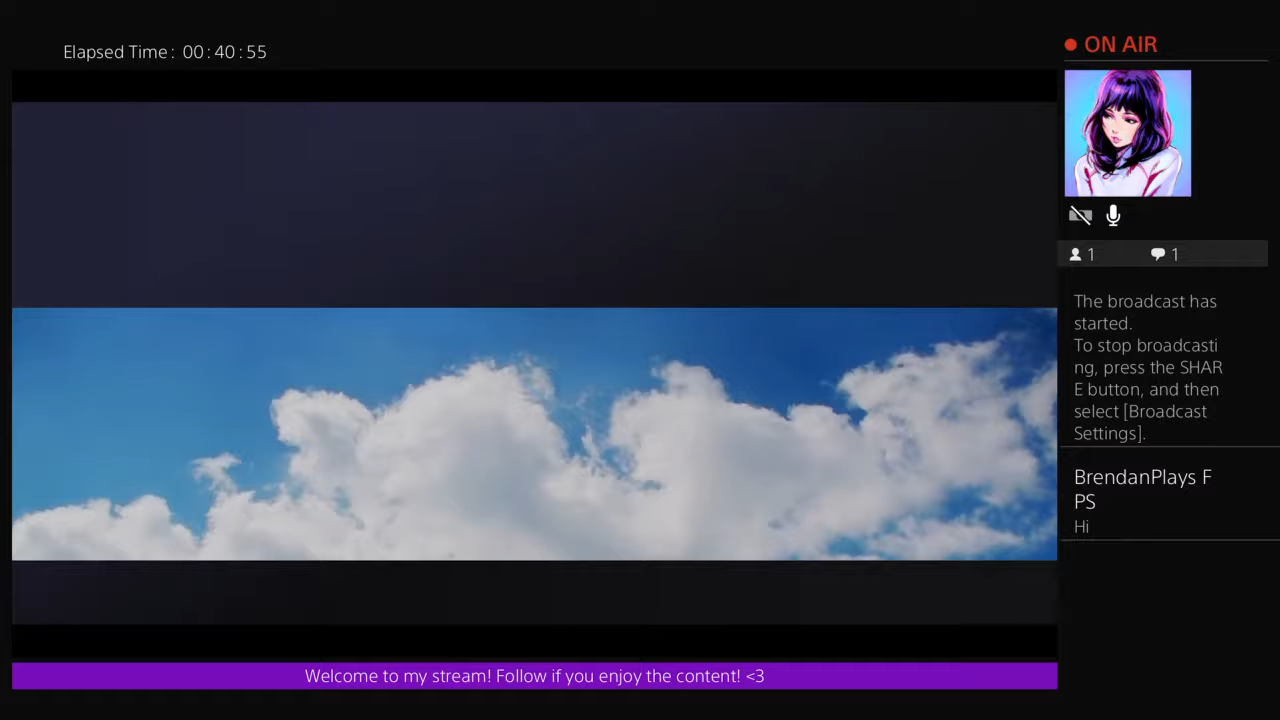 Elapsed Time: 00:40:55
ON AIR
1
1
The broadcast has
started.
To stop broadcasti
ng, press the SHAR
E button, and then
select [Broadcast
Settings].
BrendanPlays F
PS
Hi
Welcome to my stream! Follow if you enjoy the content! <3